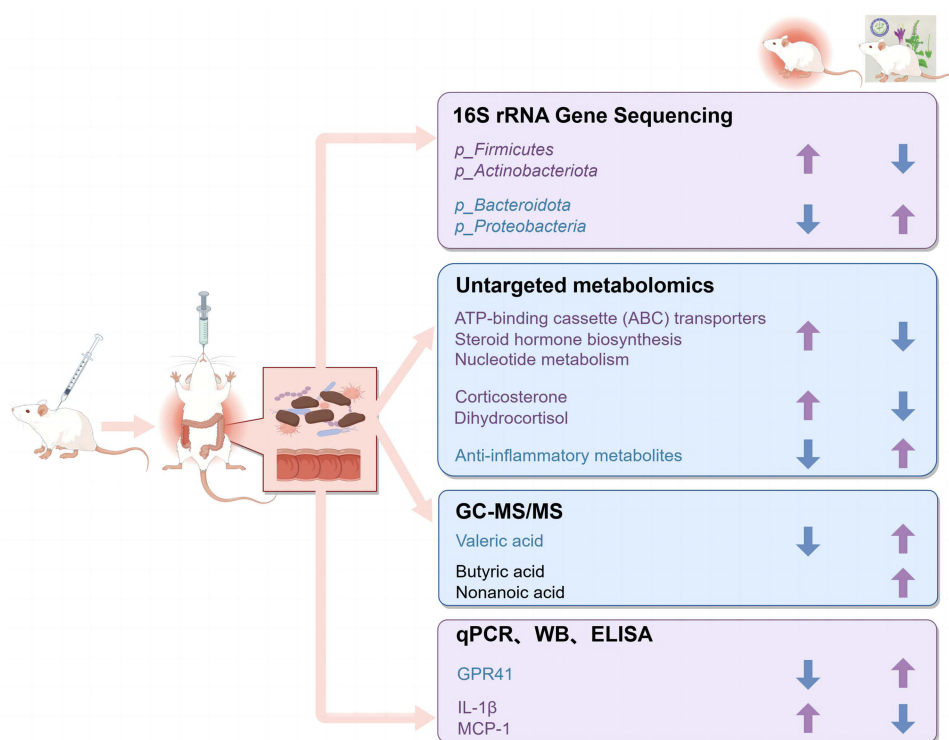 16S rRNA Gene Sequencing
p_Firmicutes
p_Actinobacteriota
p_Bacteroidota
p_Proteobacteria
Untargeted metabolomics
ATP-binding cassette (ABC) transporters
Steroid hormone biosynthesis
Nucleotide metabolism
Corticosterone
Dihydrocortisol
Anti-inflammatory metabolites
GC-MS/MS
Valeric acid
Butyric acid
Nonanoic acid
qPCR、WB、ELISA
GPR41
IL-1β
MCP-1